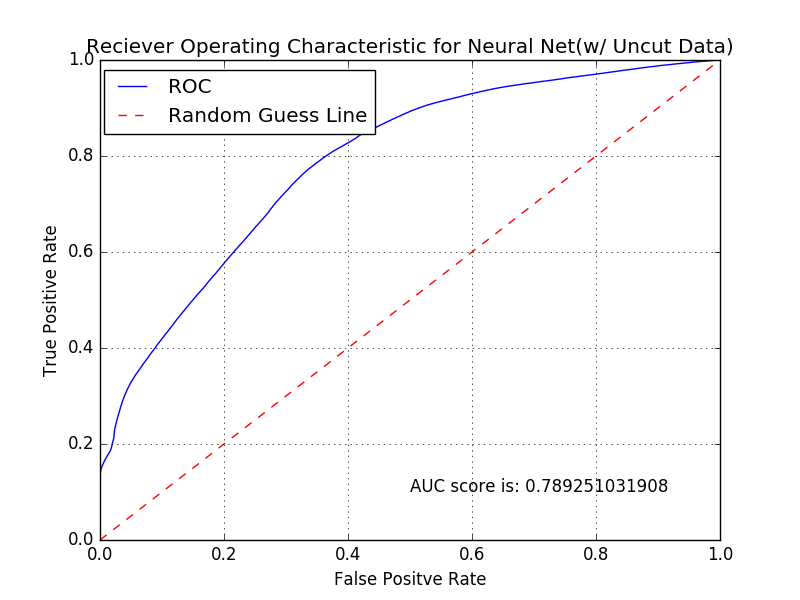 Reciever Operating Characteristic for Neural Net(w/ Uncut Data)
1.0
ROC
Random Guess Line
0.8
0.6
True Positive Rate
0.4
0.2
AUC score is: 0.789251031908
0.0
0.0 0.2 0.4 0.6 0.8 1.0
False Positve Rate